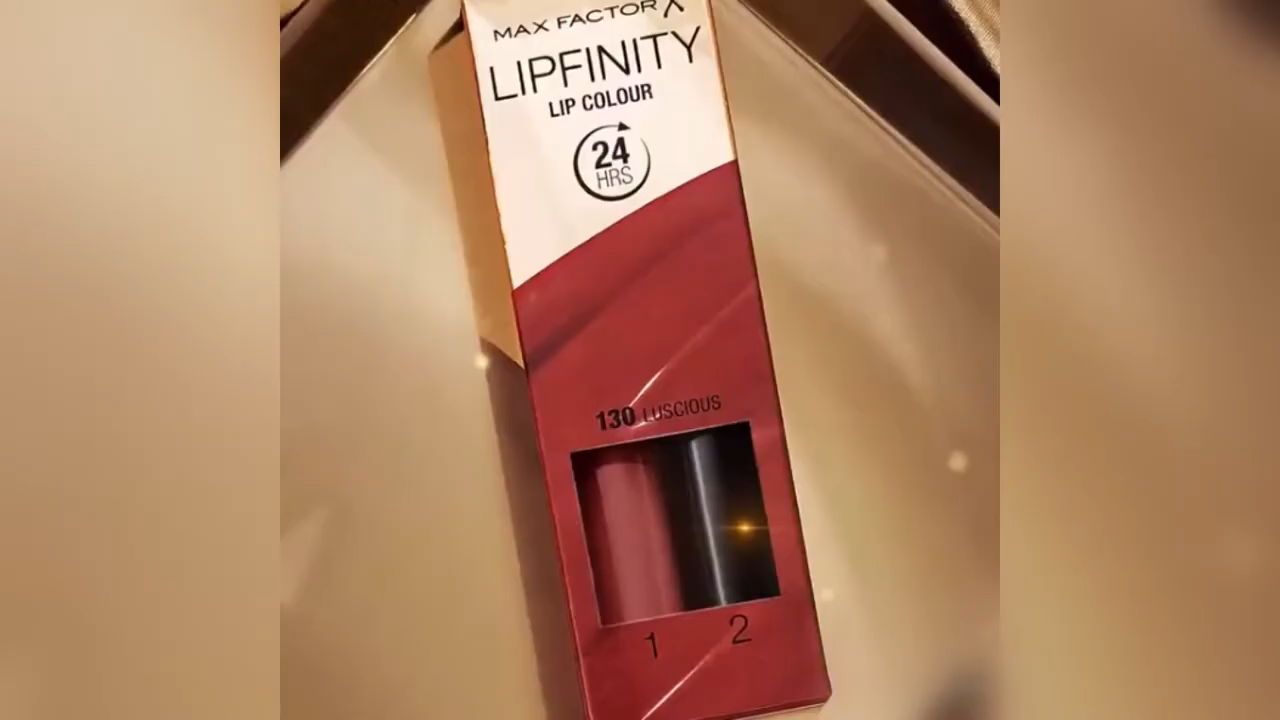 MAX FACTOR X
LIPFINITY
LIP COLOUR
24
HRS
130 LUSCIOUS
1 2